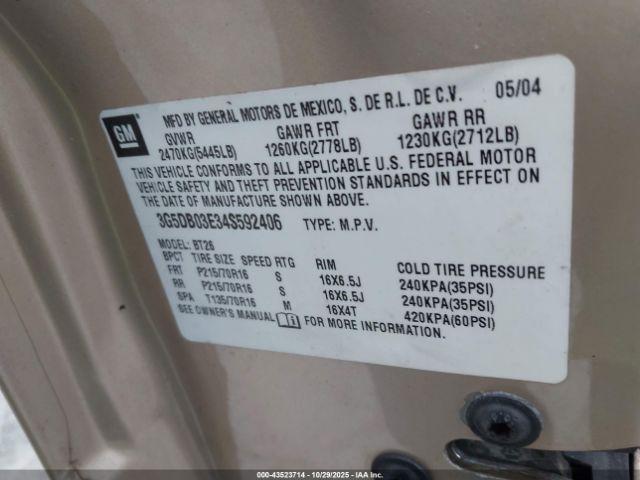 GM
MFD BY GENERAL MOTORS DE MEXICO, S. DE R.L. DE C.V. 05/04
GVWR GAWR FRT GAWR RR
2470KG(5445LB) 1260KG(2778LB) 1230KG(2712LB)
THIS VEHICLE CONFORMS TO ALL APPLICABLE U.S. FEDERAL MOTOR
VEHICLE SAFETY AND THEFT PREVENTION STANDARDS IN EFFECT ON
THE DATE OF MANUFACTURE SHOWN ABOVE.
3G5DB03E34S592406 TYPE: M.P.V.
MODEL: BT26
BPCT TIRE SIZE SPEED RTG RIM COLD TIRE PRESSURE
FRT P215/70R16 S 16X6.5J 240KPA(35PSI)
RR P215/70R16 S 16X6.5J 240KPA(35PSI)
SPA T135/70R16 M 16X4T 420KPA(60PSI)
SEE OWNER'S MANUAL FOR MORE INFORMATION.
© IAA Holdings, LLC 000-43523714 | 10/29/2025 | IAAI.COM